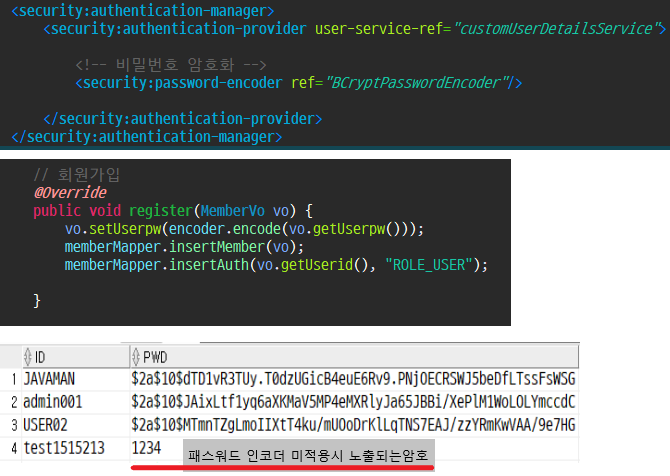 <security:authentication-manager>
<security:authentication-provider user-service-ref="customUserDetailsService">
<!-- 비밀번호 암호화 -->
<security:password-encoder ref="BCryptPasswordEncoder"/>
</security:authentication-provider>
</security:authentication-manager>
// 회원가입
@Override
public void register(MemberVo vo) {
vo.setUserpw(encoder.encode(vo.getUserpw()));
memberMapper.insertMember(vo);
memberMapper.insertAuth(vo.getUserid(), "ROLE_USER");
}
ID PWD
1 JAVAMAN $2a$10$dTD1vR3TUy.T0dzUGicB4euE6Rv9.PNjOECRSWJ5beDfLTssFsWSG
2 admin001 $2a$10$JAixLtf1yq6aXKMaV5MP4eMXRlyJa65JBBi/XePlM1WoLOLYmccdC
3 USER02 $2a$10$MTmnTZgLmoIIXtT4ku/mUOoDrKlLqTNS7EAJ/zzYRmKwVAA/9e7HG
4 test1515213 1234 패스워드 인코더 미적용시 노출되는암호